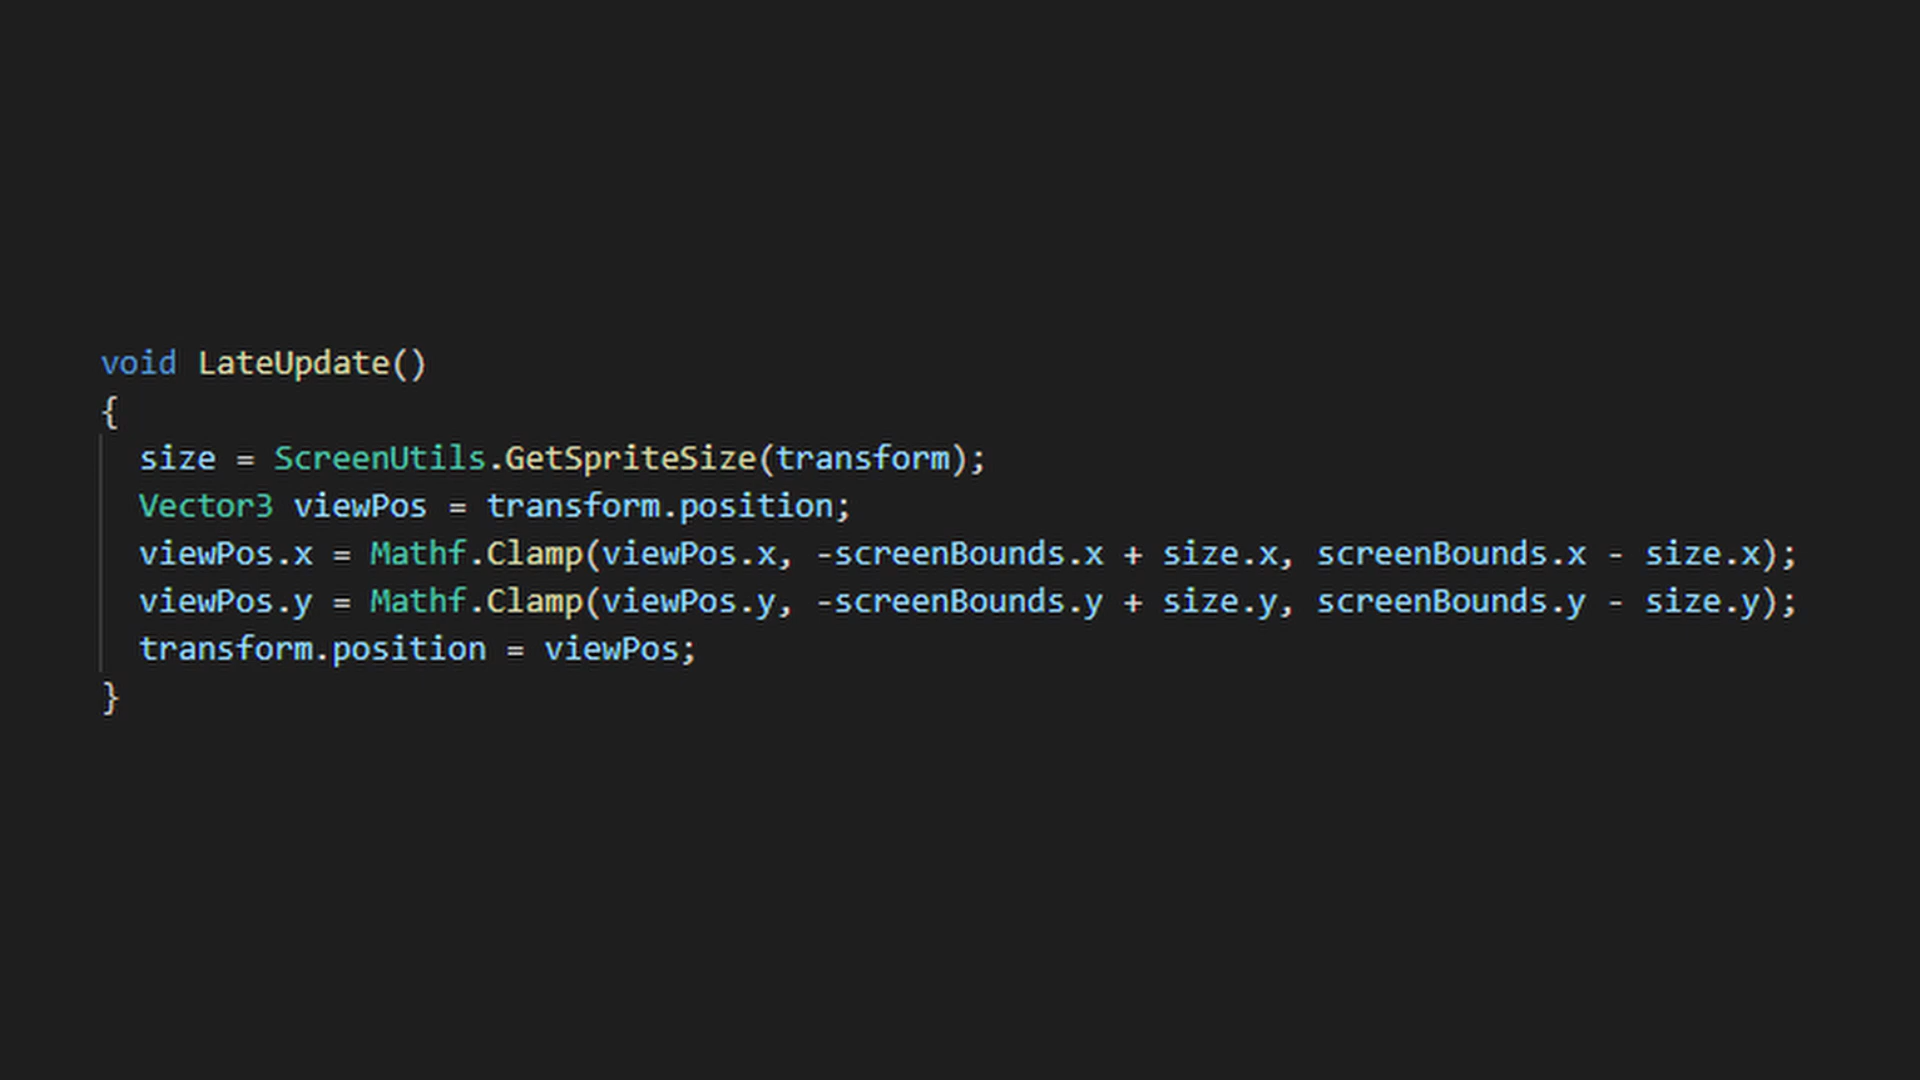 void LateUpdate()
{
  size = ScreenUtils.GetSpriteSize(transform);
  Vector3 viewPos = transform.position;
  viewPos.x = Mathf.Clamp(viewPos.x, -screenBounds.x + size.x, screenBounds.x - size.x);
  viewPos.y = Mathf.Clamp(viewPos.y, -screenBounds.y + size.y, screenBounds.y - size.y);
  transform.position = viewPos;
}